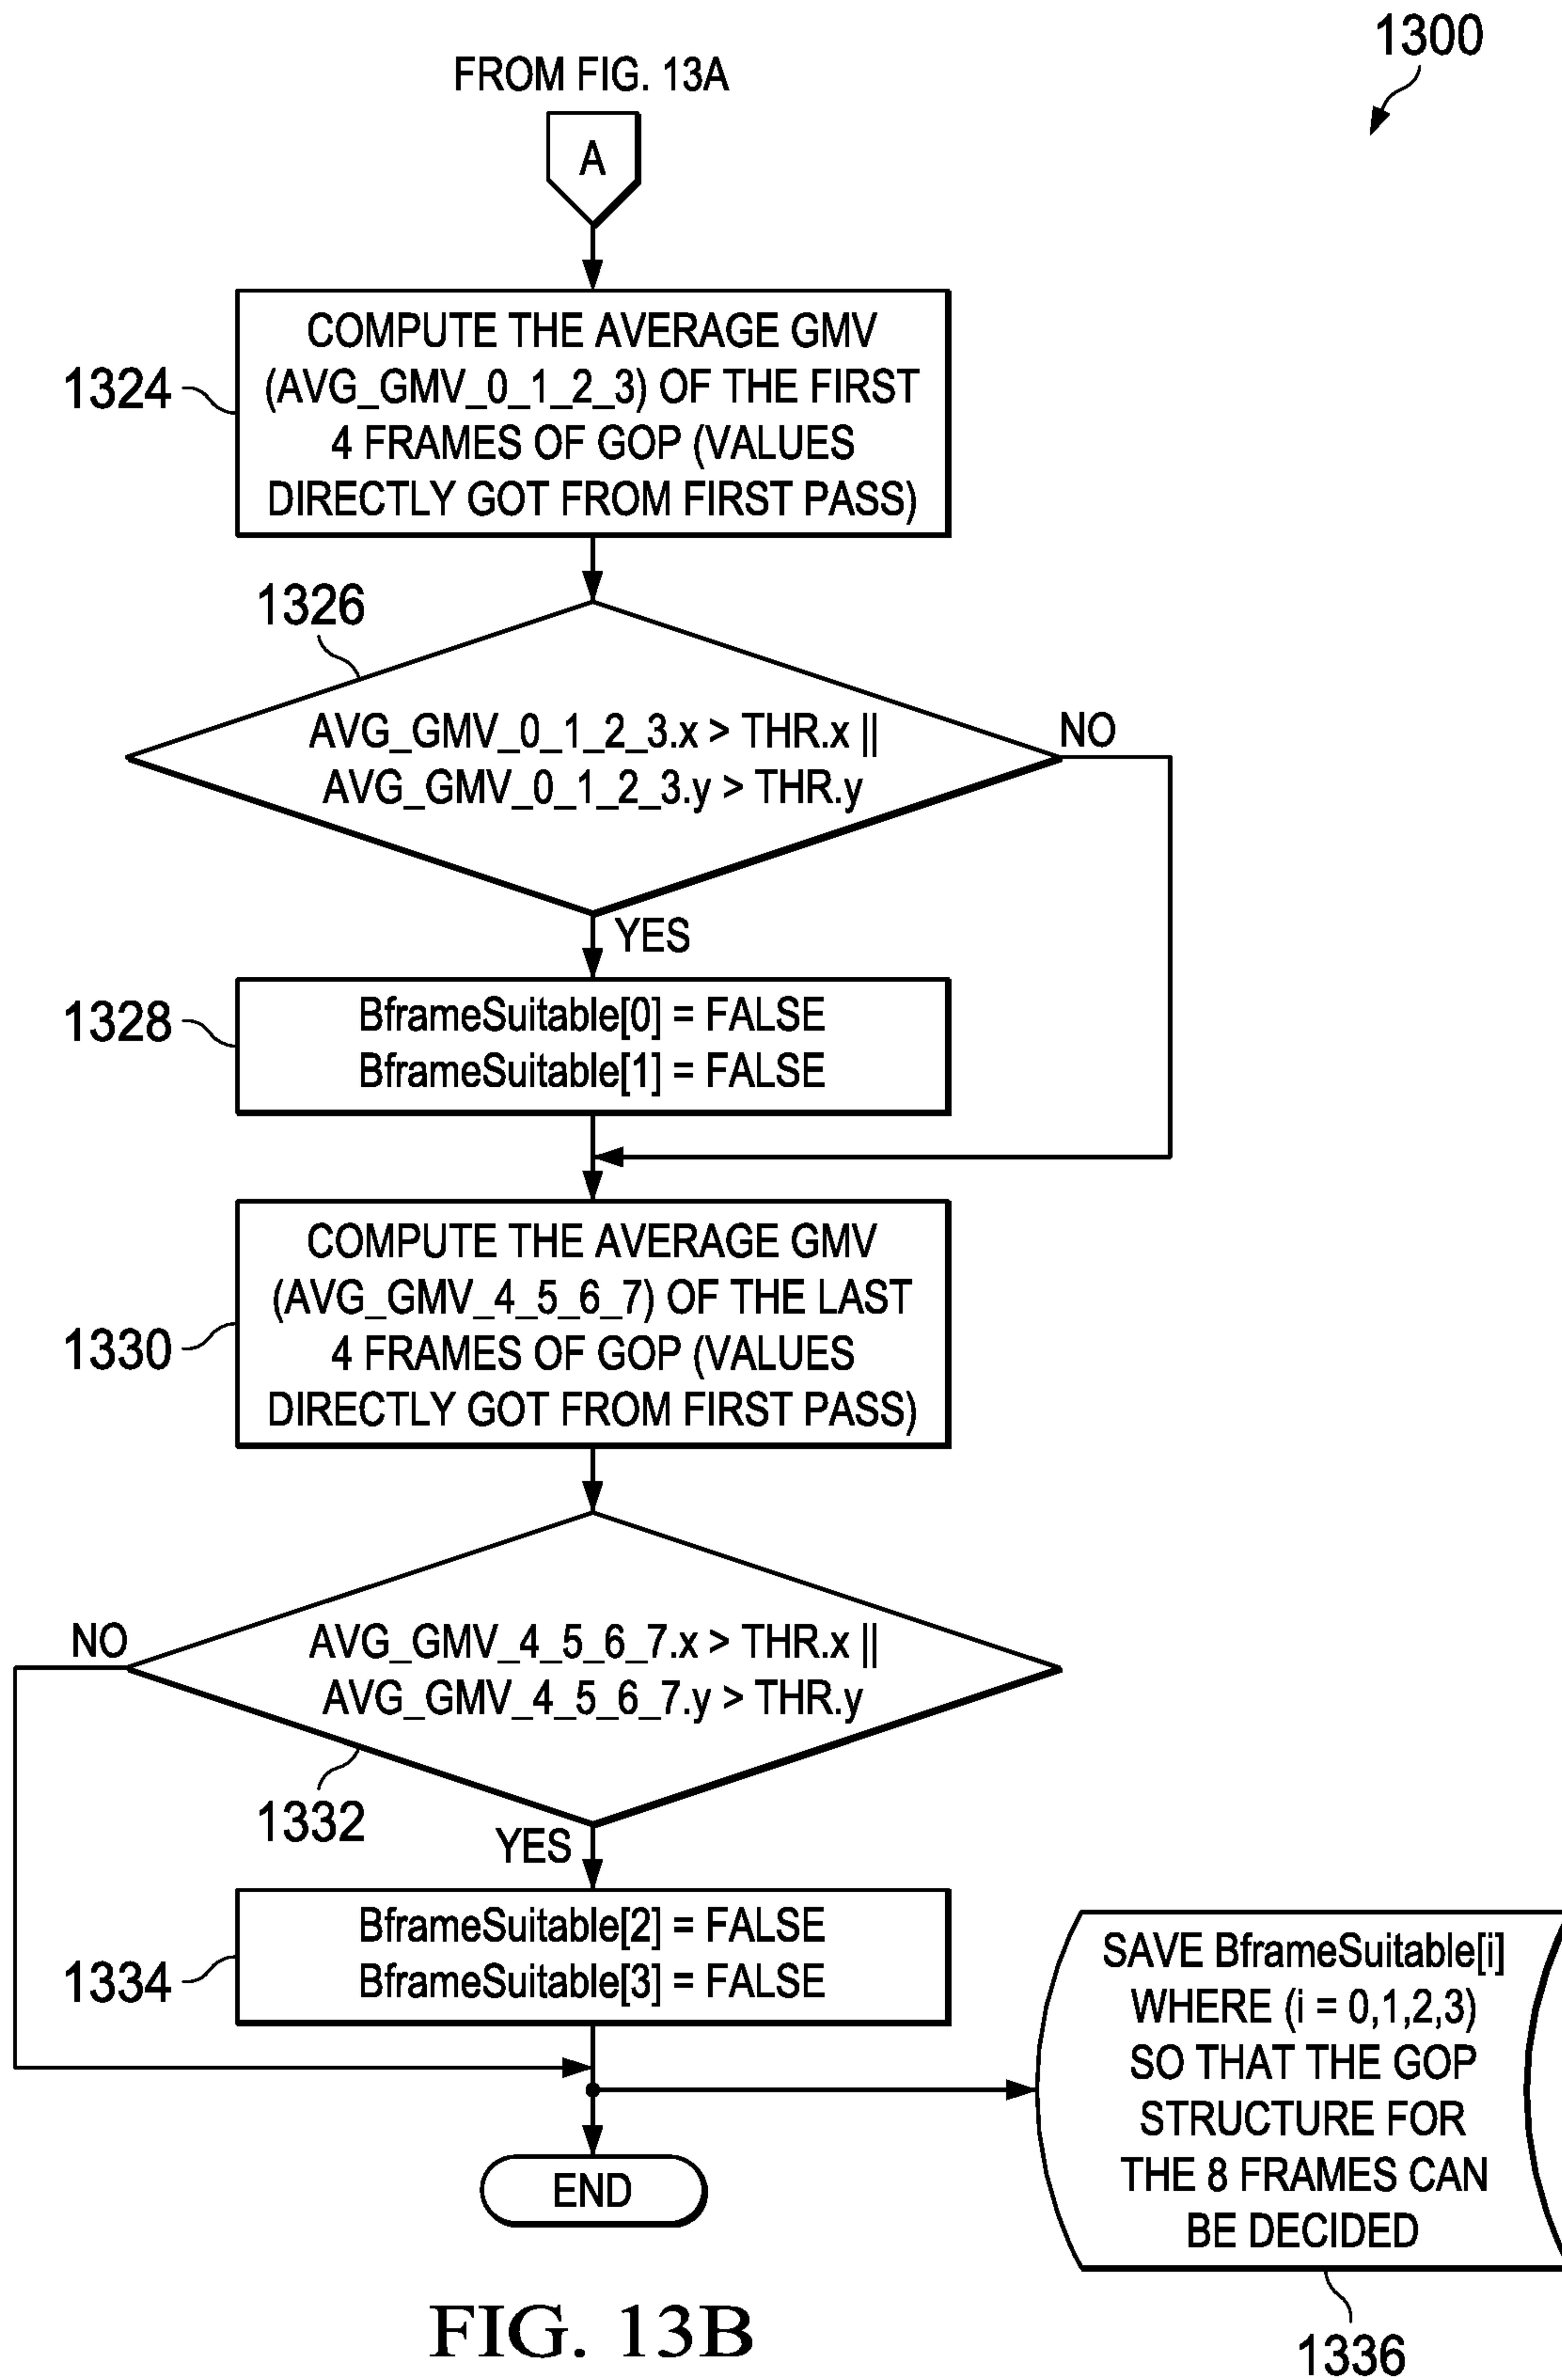 1300
FROM FIG. 13A
A
COMPUTE THE AVERAGE GMV
(AVG_GMV_0_1_2_3) OF THE FIRST
4 FRAMES OF GOP (VALUES
DIRECTLY GOT FROM FIRST PASS)
1324
1326
AVG_GMV_0_1_2_3.x > THR.x ||
AVG_GMV_0_1_2_3.y > THR.y
NO
YES
1328
BframeSuitable[0] = FALSE
BframeSuitable[1] = FALSE
COMPUTE THE AVERAGE GMV
(AVG_GMV_4_5_6_7) OF THE LAST
4 FRAMES OF GOP (VALUES
DIRECTLY GOT FROM FIRST PASS)
1330
NO
AVG_GMV_4_5_6_7.x > THR.x ||
AVG_GMV_4_5_6_7.y > THR.y
1332
YES
BframeSuitable[2] = FALSE
BframeSuitable[3] = FALSE
1334
SAVE BframeSuitable[i]
WHERE (i = 0,1,2,3)
SO THAT THE GOP
STRUCTURE FOR
THE 8 FRAMES CAN
BE DECIDED
END
1336
FIG. 13B